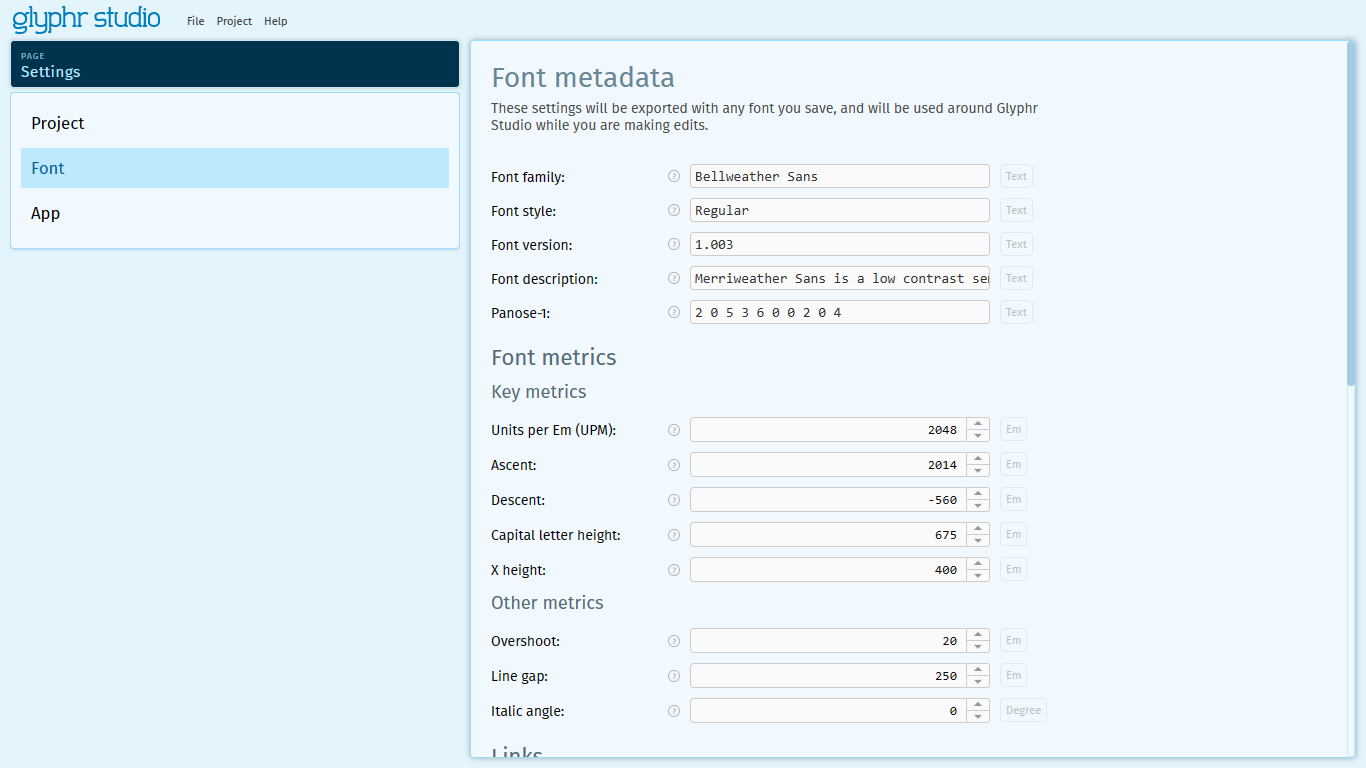 glyphr studio File Project Help
PAGE
Settings
Project
Font
App
Font metadata
These settings will be exported with any font you save, and will be used around Glyphr
Studio while you are making edits.
Font family: ? Bellweather Sans Text
Font style: ? Regular Text
Font version: ? 1.003 Text
Font description: ? Merriweather Sans is a low contrast Text
Panose-1: ? 2 0 5 3 6 0 0 2 0 4 Text
Font metrics
Key metrics
Units per Em (UPM): ? 2048 Em
Ascent: ? 2014 Em
Descent: ? -560 Em
Capital letter height: ? 675 Em
X height: ? 400 Em
Other metrics
Overshoot: ? 20 Em
Line gap: ? 250 Em
Italic angle: ? 0 Degree
Links